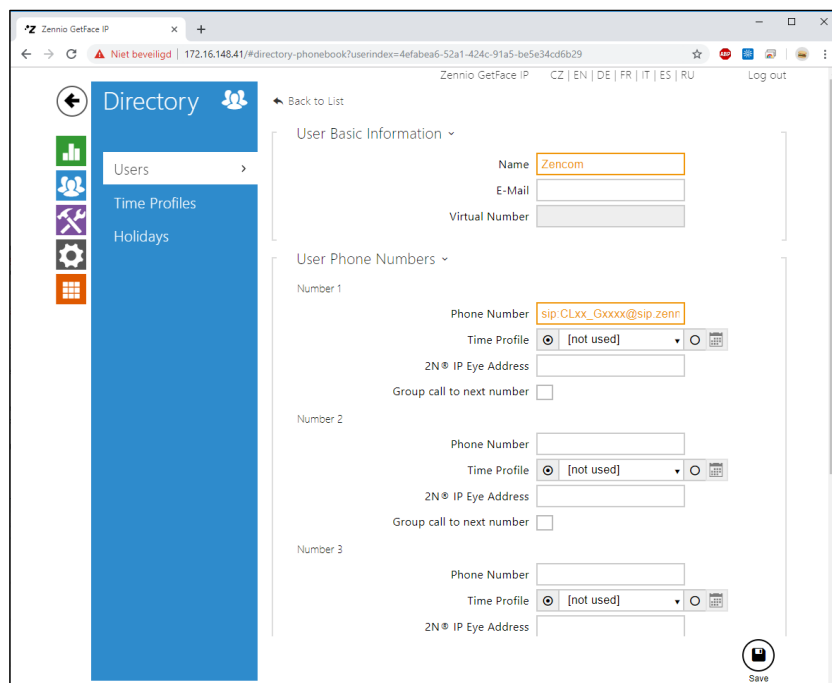 Zennio GetFace IP
Niet beveiligd | 172.16.148.41/#directory-phonebook?userindex=4efabea6-52a1-424c-91a5-be5e34cd6b29
ABP
Zennio GetFace IP CZ | EN | DE | FR | IT | ES | RU Log out
Directory
Back to List
User Basic Information
Users
Name Zencom
E-Mail
Time Profiles
Virtual Number
Holidays
User Phone Numbers
Number 1
Phone Number sip:CLxx_Gxxxx@sip.zenn
Time Profile [not used]
2N® IP Eye Address
Group call to next number
Number 2
Phone Number
Time Profile [not used]
2N® IP Eye Address
Group call to next number
Number 3
Phone Number
Time Profile [not used]
2N® IP Eye Address
Save